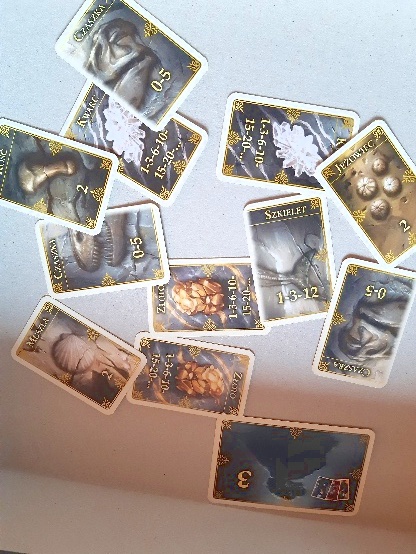 CZASZKA
0-5
KWARC
1-3-6-10-
15-20-...
1-3-6-10-
15-20-...
JEŻOWIEC
2
KOŚĆ
2
CZASZKA
0-5
SZKIELET
1-3-12
ZŁOTO
1-3-6-10-
15-20-...
0-5
CZASZKA
MUSZLA
2
ZŁOTO
1-3-6-10-
15-20-...
3